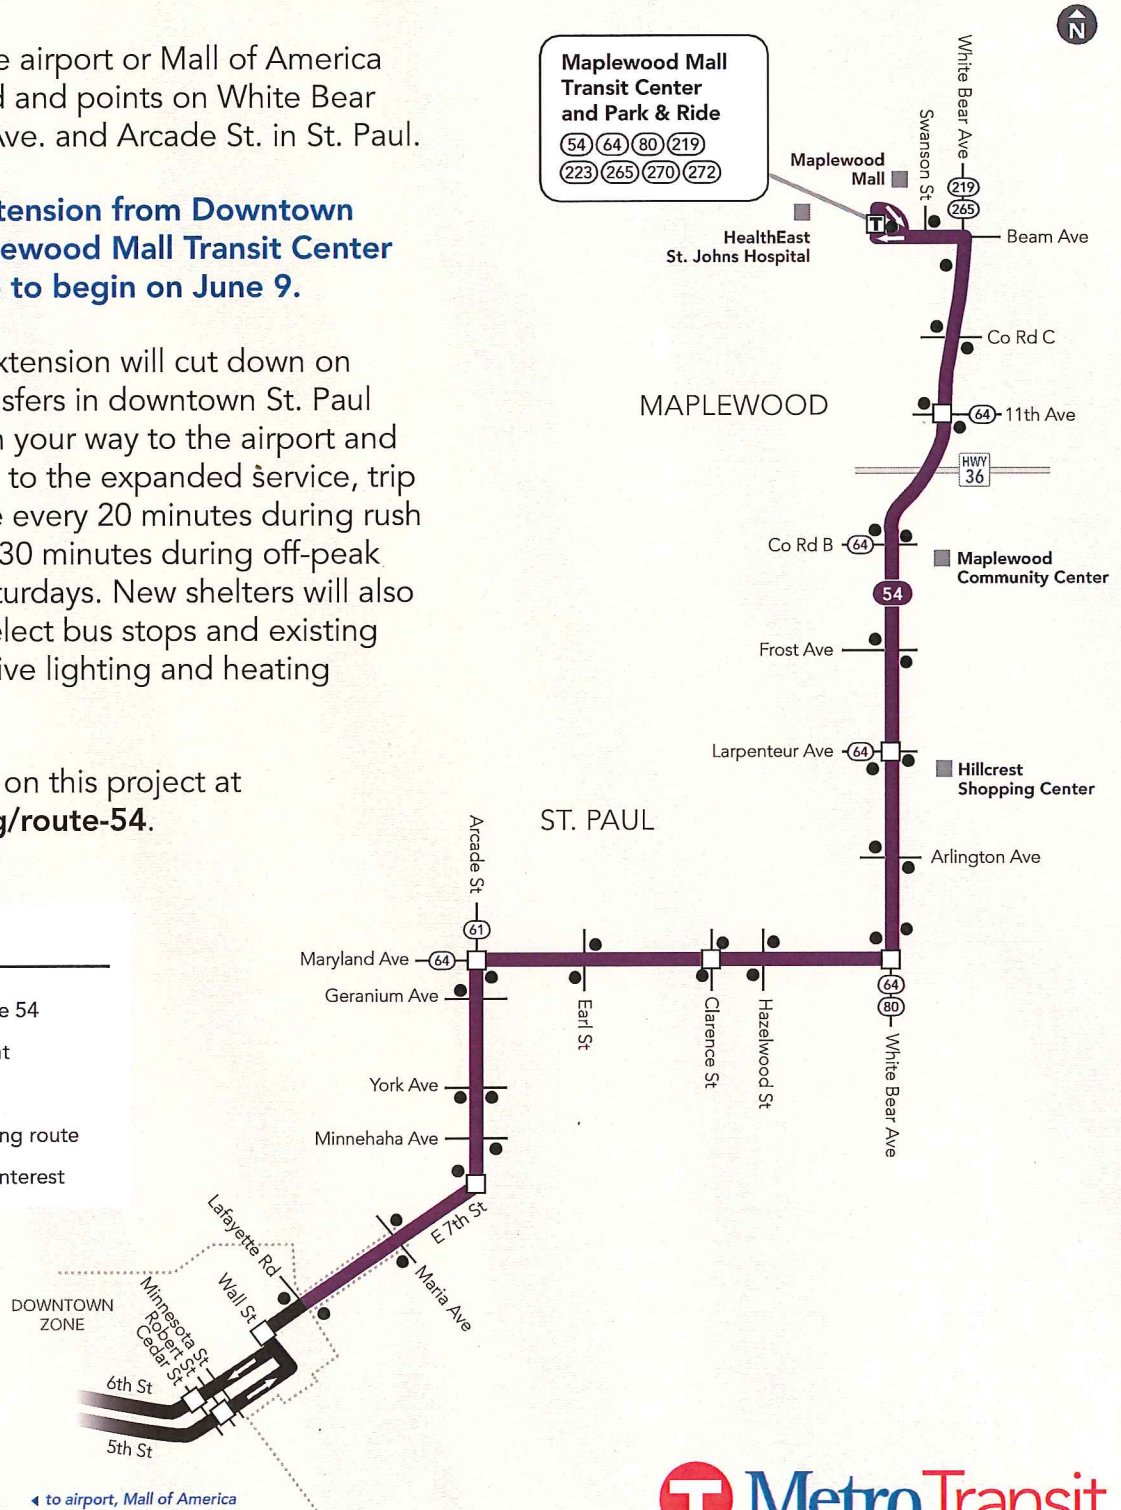 e airport or Mall of America
d and points on White Bear
Ave. and Arcade St. in St. Paul.
tension from Downtown
lewood Mall Transit Center
to begin on June 9.
xtension will cut down on
sfers in downtown St. Paul
n your way to the airport and
to the expanded service, trip
e every 20 minutes during rush
30 minutes during off-peak
turdays. New shelters will also
elect bus stops and existing
ive lighting and heating
on this project at
g/route-54.
e 54
t
ng route
nterest
N
Maplewood Mall
Transit Center
and Park & Ride
54 64 80 219
223 265 270 272
Maplewood
Mall
HealthEast
St. Johns Hospital
Swanson St
White Bear Ave
219
265
T
Beam Ave
Co Rd C
MAPLEWOOD
64 11th Ave
HWY
36
Co Rd B 64
Maplewood
Community Center
54
Frost Ave
Larpenteur Ave 64
Hillcrest
Shopping Center
ST. PAUL
Arlington Ave
Arcade St
61
Maryland Ave 64
Geranium Ave
Earl St
Clarence St
Hazelwood St
64
80
White Bear Ave
York Ave
Minnehaha Ave
E 7th St
Maria Ave
Lafayette Rd
Wall St
Minnesota St
Robert St
Cedar St
DOWNTOWN
ZONE
6th St
5th St
to airport, Mall of America
T MetroTransit